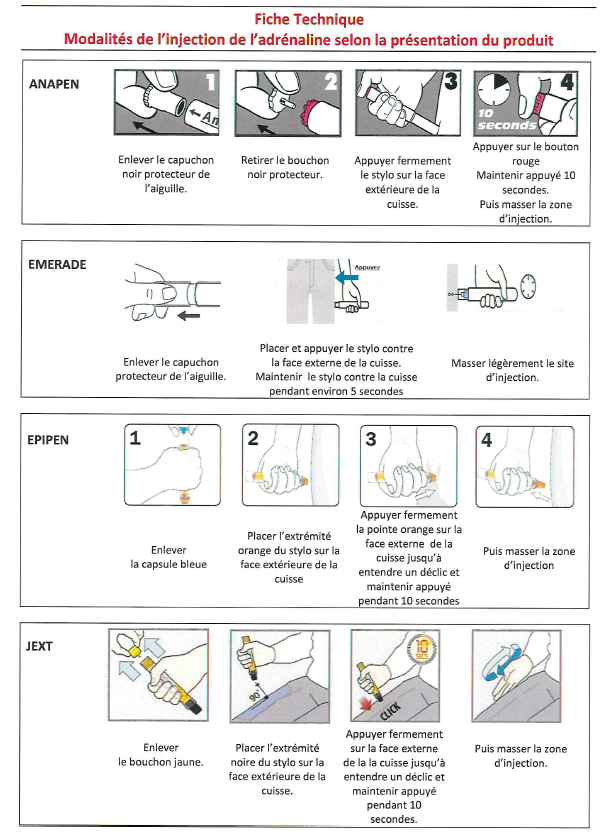 Fiche Technique
Modalités de l'injection de l'adrénaline selon la présentation du produit
ANAPEN
1
2
3
4
An
10
seconds
Enlever le capuchon
noir protecteur de
l'aiguille.
Retirer le bouchon
noir protecteur.
Appuyer fermement
le stylo sur la face
extérieure de la
cuisse.
Appuyer sur le bouton
rouge
Maintenir appuyé 10
secondes.
Puis masser la zone
d'injection.
EMERADE
Appuyez
Enlever le capuchon
protecteur de l'aiguille.
Placer et appuyer le stylo contre
la face externe de la cuisse.
Maintenir le stylo contre la cuisse
pendant environ 5 secondes
Masser légèrement le site
d'injection.
EPIPEN
1
2
3
4
Enlever
la capsule bleue
Placer l'extrémité
orange du stylo sur la
face extérieure de la
cuisse
Appuyer fermement
la pointe orange sur la
face externe de la
cuisse jusqu'à
entendre un déclic et
maintenir appuyé
pendant 10 secondes
Puis masser la zone
d'injection
JEXT
90°
10
SECS
CLICK
Enlever
le bouchon jaune.
Placer l'extrémité
noire du stylo sur la
face extérieure de la
cuisse.
Appuyer fermement
sur la face externe
de la la cuisse jusqu'à
entendre un déclic et
maintenir appuyé
pendant 10
secondes.
Puis masser la zone
d'injection.